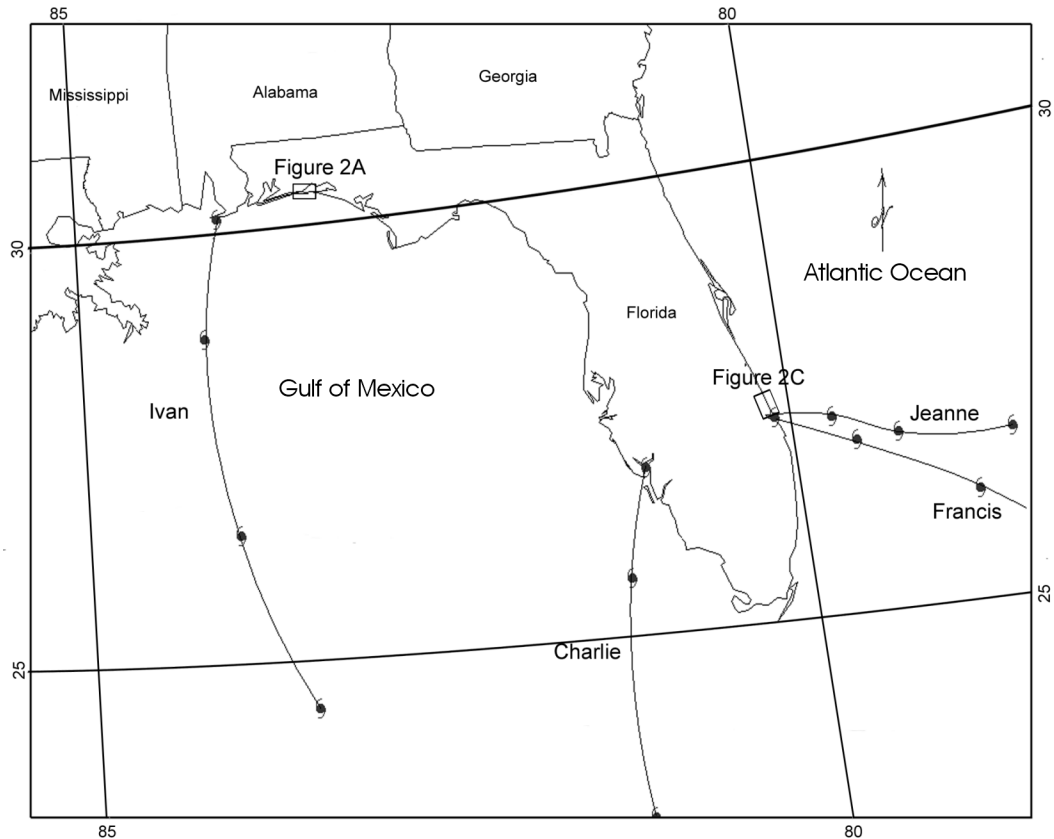 85
80
Mississippi
Alabama
Georgia
30
Figure 2A
30
Atlantic Ocean
Florida
Figure 2C
Gulf of Mexico
Ivan
Jeanne
Francis
25
Charlie
25
85
80